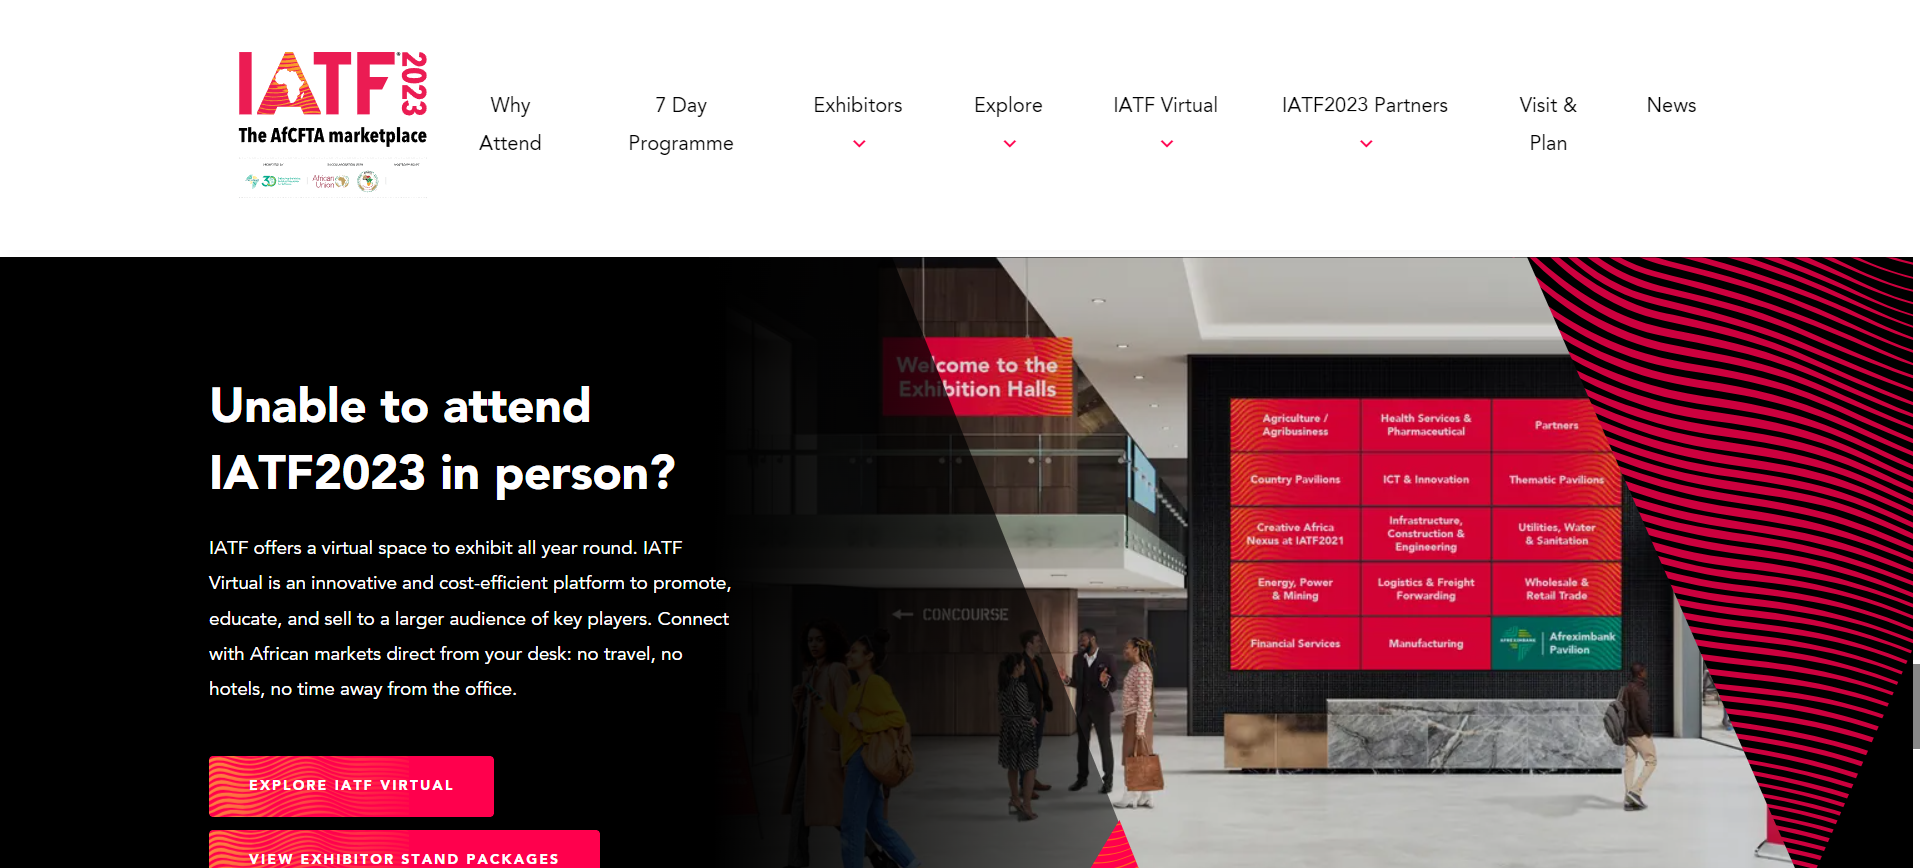 IATF 2023
The AfCFTA marketplace
30
African
Union
Why
Attend
7 Day
Programme
Exhibitors
Explore
IATF Virtual
IATF2023 Partners
Visit &
Plan
News
Unable to attend
IATF2023 in person?
IATF offers a virtual space to exhibit all year round. IATF
Virtual is an innovative and cost-efficient platform to promote,
educate, and sell to a larger audience of key players. Connect
with African markets direct from your desk: no travel, no
hotels, no time away from the office.
EXPLORE IATF VIRTUAL
VIEW EXHIBITOR STAND PACKAGES
Welcome to the
Exhibition Halls
CONCOURSE
Agriculture /
Agribusiness
Health Services &
Pharmaceutical
Partners
Country Pavilions
ICT & Innovation
Thematic Pavilions
Creative Africa
Nexus at IATF2021
Infrastructure,
Construction &
Engineering
Utilities, Water
& Sanitation
Energy, Power
& Mining
Logistics & Freight
Forwarding
Wholesale &
Retail Trade
Financial Services
Manufacturing
AFREXIMBANK
Afreximbank
Pavilion